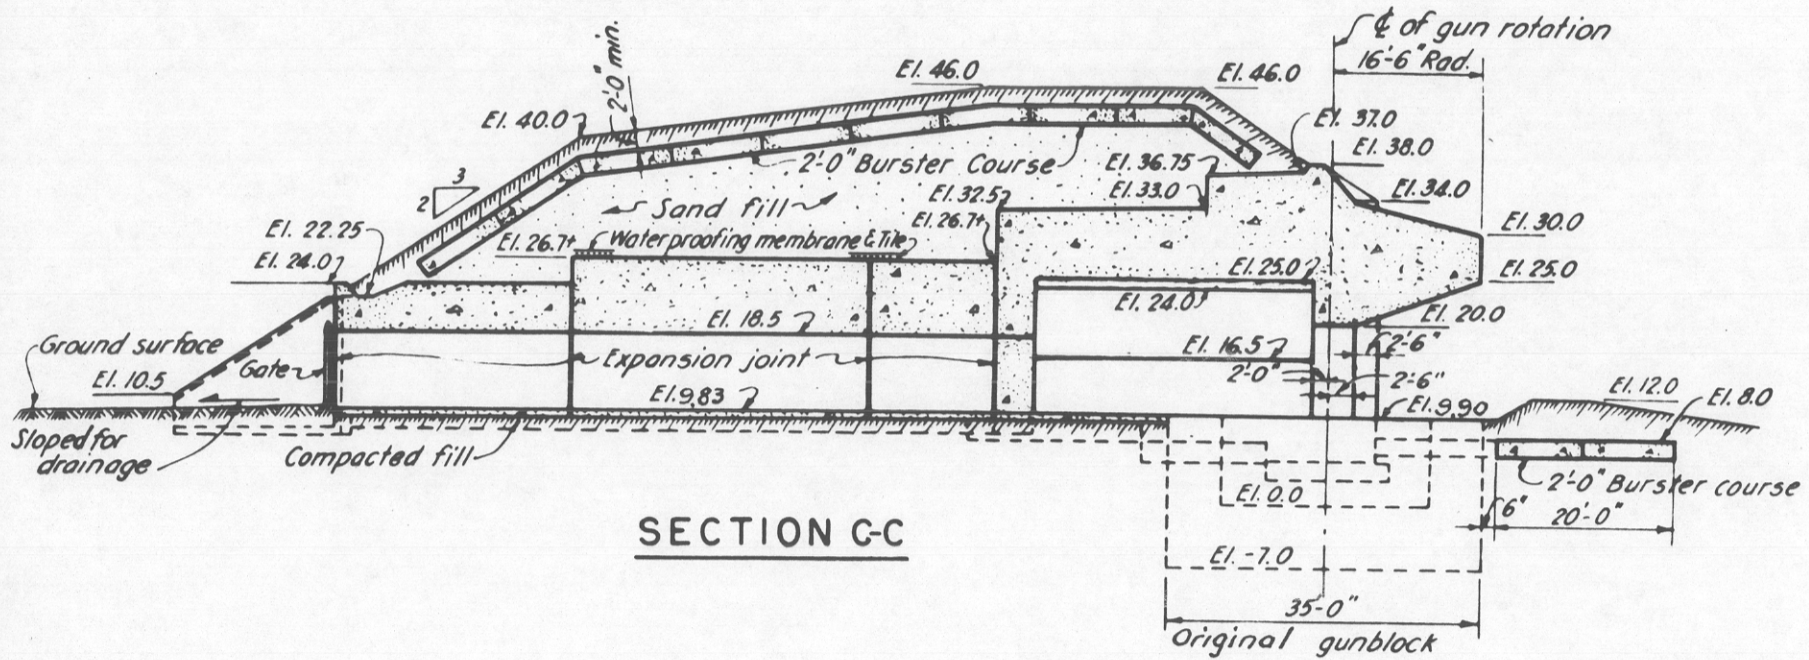 ₵ of gun rotation
16'-6" Rad.
2'-0" min.
El. 46.0
El. 46.0
El. 40.0
El. 37.0
El. 38.0
2'-0" Burster Course
El. 36.75
3
2
El. 34.0
El. 32.5
El. 33.0
Sand fill
El. 30.0
El. 22.25
El. 26.7±
Waterproofing membrane & Tile
El. 26.7±
El. 24.0
El. 25.0
El. 25.0
El. 24.0
El. 18.5
El. 20.0
Ground surface
Gate
Expansion joint
El. 16.5
2'-6"
2'-0"
2'-6"
El. 10.5
El. 9.83
El. 9.90
El. 12.0
El. 8.0
Sloped for
drainage
Compacted fill
2'-0" Burster course
El. 0.0
6"
20'-0"
SECTION C-C
El. -7.0
35'-0"
Original gunblock